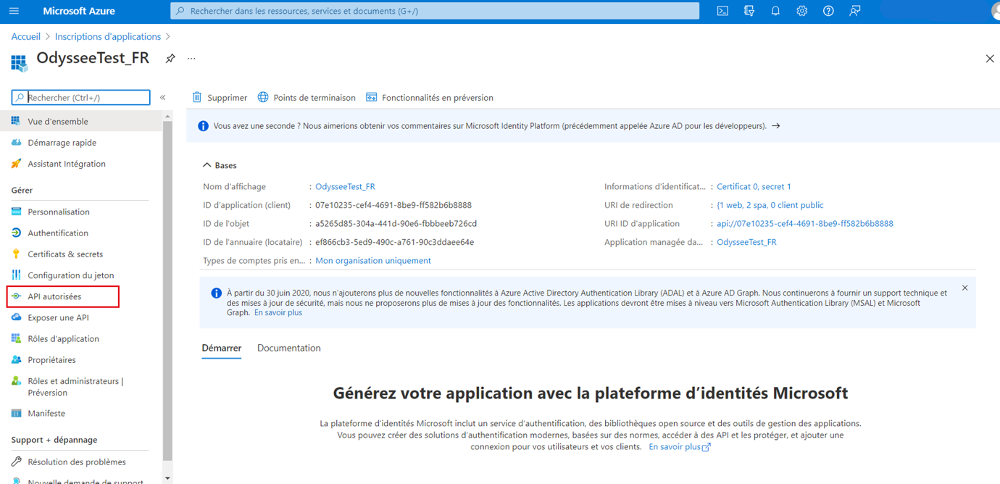 Microsoft Azure
Rechercher dans les ressources, services et documents (G+/)
Accueil > Inscriptions d'applications >
OdysseeTest_FR
Rechercher (Ctrl+/)
Supprimer
Points de terminaison
Fonctionnalités en préversion
Vue d'ensemble
Démarrage rapide
Assistant Intégration
Gérer
Personnalisation
Authentification
Certificats & secrets
Configuration du jeton
API autorisées
Exposer une API
Rôles d'application
Propriétaires
Rôles et administrateurs |
Préversion
Manifeste
Support + dépannage
Résolution des problèmes
Nouvelle demande de support
Vous avez une seconde ? Nous aimerions obtenir vos commentaires sur Microsoft Identity Platform (précédemment appelée Azure AD pour les développeurs). →
Bases
Nom d'affichage : OdysseeTest_FR
ID d'application (client) : 07e10235-cef4-4691-8be9-ff582b6b8888
ID de l'objet : a5265d85-304a-441d-90e6-fbbbeeb726cd
ID de l'annuaire (locataire) : ef866cb3-5ed9-490c-a761-90c3ddaee64e
Types de comptes pris en... : Mon organisation uniquement
Informations d'identificat... : Certificat 0, secret 1
URI de redirection : {1 web, 2 spa, 0 client public
URI ID d'application : api://07e10235-cef4-4691-8be9-ff582b6b8888
Application managée da... : OdysseeTest_FR
À partir du 30 juin 2020, nous n'ajouterons plus de nouvelles fonctionnalités à Azure Active Directory Authentication Library (ADAL) et à Azure AD Graph. Nous continuerons à fournir un support technique et
des mises à jour de sécurité, mais nous ne proposerons plus de mises à jour des fonctionnalités. Les applications devront être mises à niveau vers Microsoft Authentication Library (MSAL) et Microsoft
Graph. En savoir plus
Démarrer
Documentation
Générez votre application avec la plateforme d'identités Microsoft
La plateforme d'identités Microsoft inclut un service d'authentification, des bibliothèques open source et des outils de gestion des applications.
Vous pouvez créer des solutions d'authentification modernes, basées sur des normes, accéder à des API et les protéger, et ajouter une
connexion pour vos utilisateurs et vos clients. En savoir plus